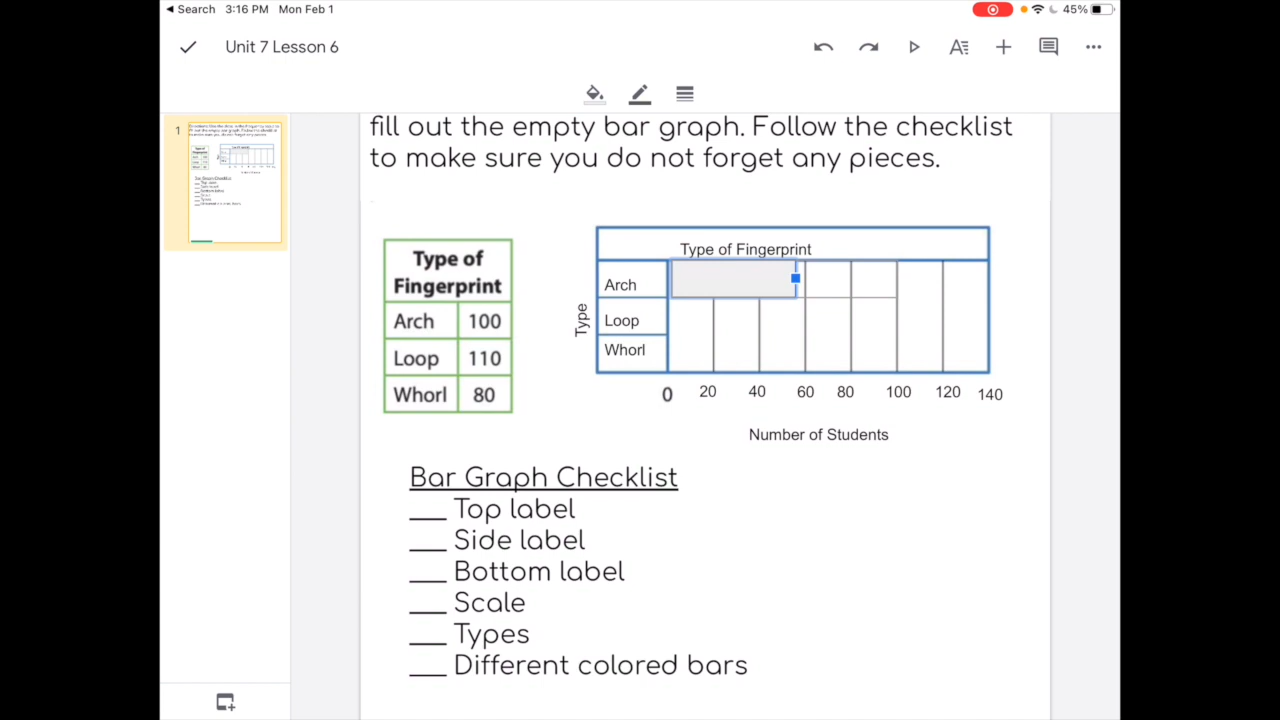 Search 3:16 PM Mon Feb 1
45%
Unit 7 Lesson 6
1
fill out the empty bar graph. Follow the checklist
to make sure you do not forget any pieces.
Type of
Fingerprint
Arch 100
Loop 110
Whorl 80
Type of Fingerprint
Type
Arch
Loop
Whorl
0 20 40 60 80 100 120 140
Number of Students
Bar Graph Checklist
___ Top label
___ Side label
___ Bottom label
___ Scale
___ Types
___ Different colored bars